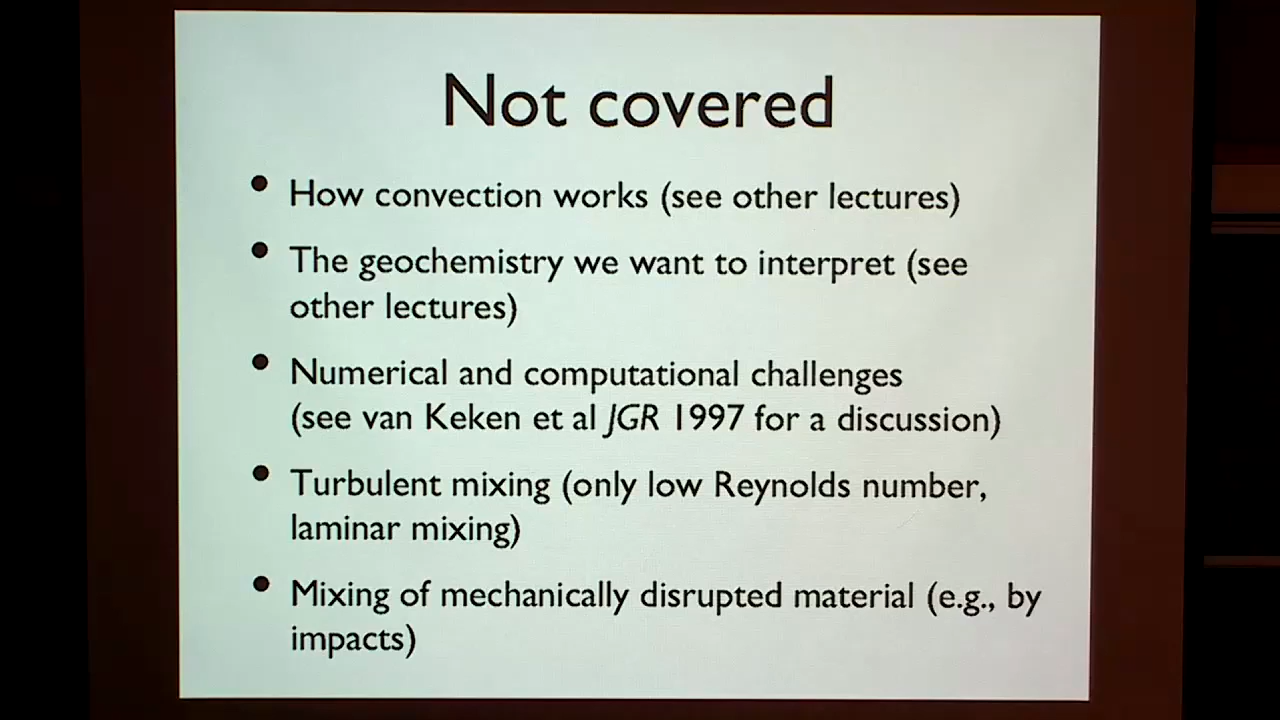 Not covered
• How convection works (see other lectures)
• The geochemistry we want to interpret (see
other lectures)
• Numerical and computational challenges
(see van Keken et al JGR 1997 for a discussion)
• Turbulent mixing (only low Reynolds number,
laminar mixing)
• Mixing of mechanically disrupted material (e.g., by
impacts)